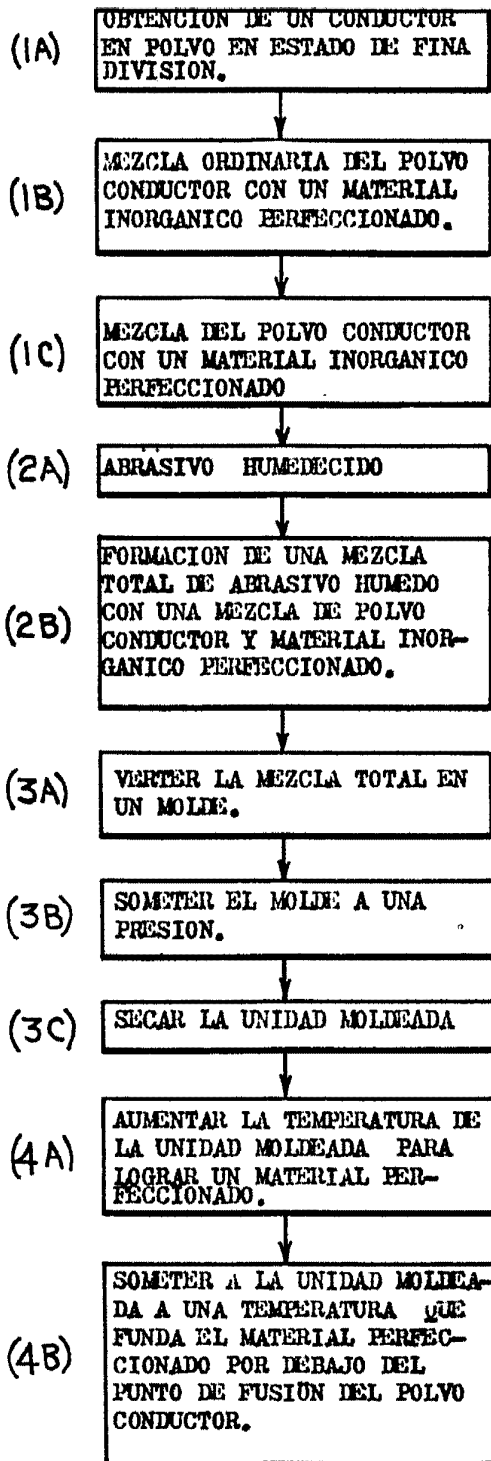 (1A)
OBTENCION DE UN CONDUCTOR
EN POLVO EN ESTADO DE FINA
DIVISION.
(1B)
MEZCLA ORDINARIA DEL POLVO
CONDUCTOR CON UN MATERIAL
INORGANICO PERFECCIONADO.
(1C)
MEZCLA DEL POLVO CONDUCTOR
CON UN MATERIAL INORGANICO
PERFECCIONADO
(2A)
ABRASIVO HUMEDECIDO
(2B)
FORMACION DE UNA MEZCLA
TOTAL DE ABRASIVO HUMEDO
CON UNA MEZCLA DE POLVO
CONDUCTOR Y MATERIAL INOR-
GANICO PERFECCIONADO.
(3A)
VERTER LA MEZCLA TOTAL EN
UN MOLDE.
(3B)
SOMETER EL MOLDE A UNA
PRESION.
(3C)
SECAR LA UNIDAD MOLDEADA
(4A)
AUMENTAR LA TEMPERATURA DE
LA UNIDAD MOLDEADA PARA
LOGRAR UN MATERIAL PER-
FECCIONADO.
(4B)
SOMETER A LA UNIDAD MOLDEA-
DA A UNA TEMPERATURA QUE
FUNDA EL MATERIAL PERFEC-
CIONADO POR DEBAJO DEL
PUNTO DE FUSIÓN DEL POLVO
CONDUCTOR.